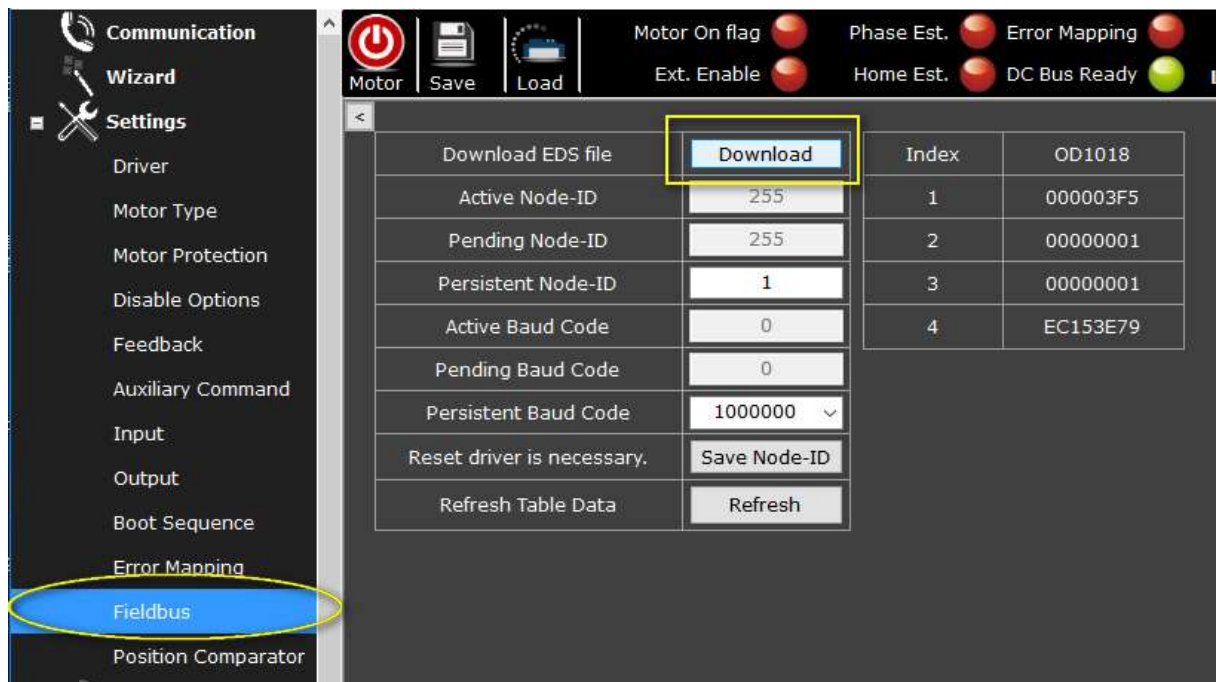 Communication
Wizard
Settings
Driver
Motor Type
Motor Protection
Disable Options
Feedback
Auxiliary Command
Input
Output
Boot Sequence
Error Mapping
Fieldbus
Position Comparator
Motor Save Load
Motor On flag Phase Est. Error Mapping
Ext. Enable Home Est. DC Bus Ready
<
Download EDS file Download Index OD1018
Active Node-ID 255 1 000003F5
Pending Node-ID 255 2 00000001
Persistent Node-ID 1 3 00000001
Active Baud Code 0 4 EC153E79
Pending Baud Code 0
Persistent Baud Code 1000000
Reset driver is necessary. Save Node-ID
Refresh Table Data Refresh